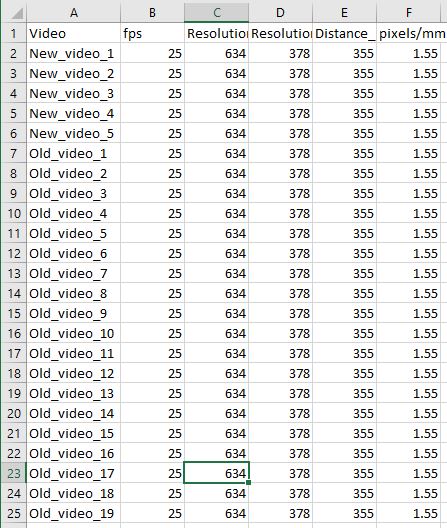 A B C D E F
1 Video fps Resolution Resolution Distance_ pixels/mm
2 New_video_1 25 634 378 355 1.55
3 New_video_2 25 634 378 355 1.55
4 New_video_3 25 634 378 355 1.55
5 New_video_4 25 634 378 355 1.55
6 New_video_5 25 634 378 355 1.55
7 Old_video_1 25 634 378 355 1.55
8 Old_video_2 25 634 378 355 1.55
9 Old_video_3 25 634 378 355 1.55
10 Old_video_4 25 634 378 355 1.55
11 Old_video_5 25 634 378 355 1.55
12 Old_video_6 25 634 378 355 1.55
13 Old_video_7 25 634 378 355 1.55
14 Old_video_8 25 634 378 355 1.55
15 Old_video_9 25 634 378 355 1.55
16 Old_video_10 25 634 378 355 1.55
17 Old_video_11 25 634 378 355 1.55
18 Old_video_12 25 634 378 355 1.55
19 Old_video_13 25 634 378 355 1.55
20 Old_video_14 25 634 378 355 1.55
21 Old_video_15 25 634 378 355 1.55
22 Old_video_16 25 634 378 355 1.55
23 Old_video_17 25 634 378 355 1.55
24 Old_video_18 25 634 378 355 1.55
25 Old_video_19 25 634 378 355 1.55